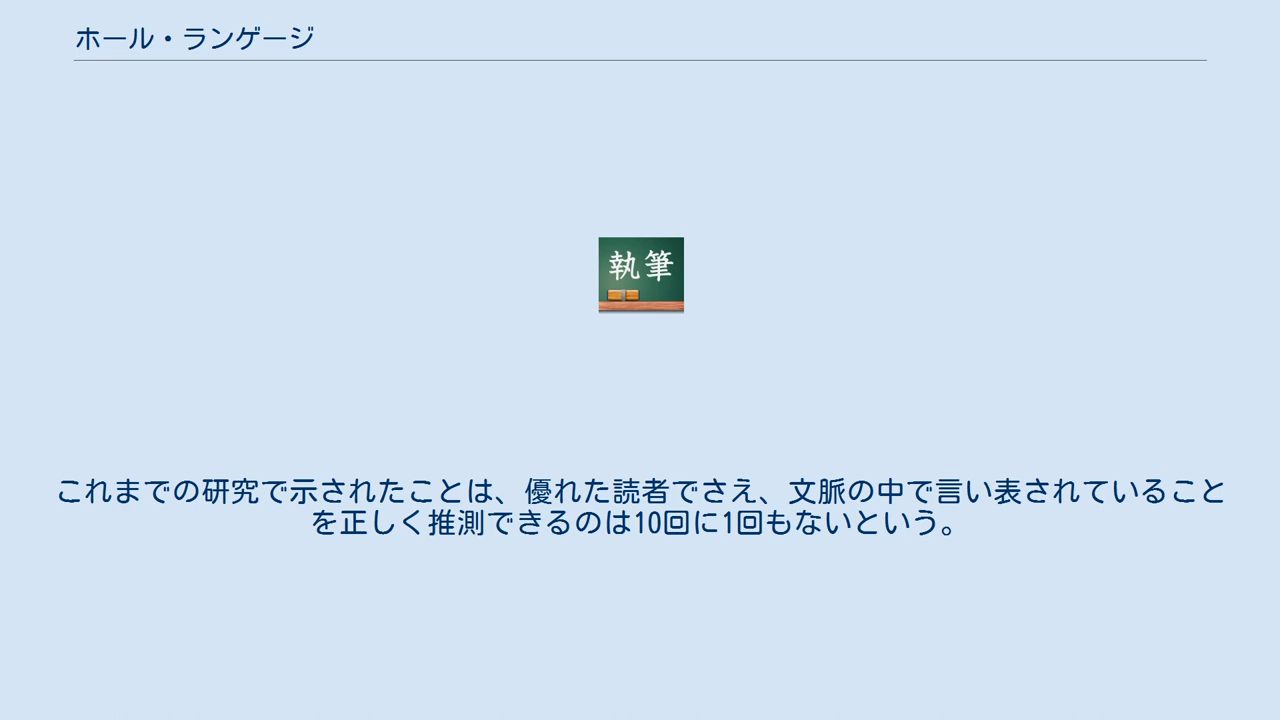 ホール・ランゲージ
執筆
これまでの研究で示されたことは、優れた読者でさえ、文脈の中で言い表されていること
を正しく推測できるのは10回に1回もないという。